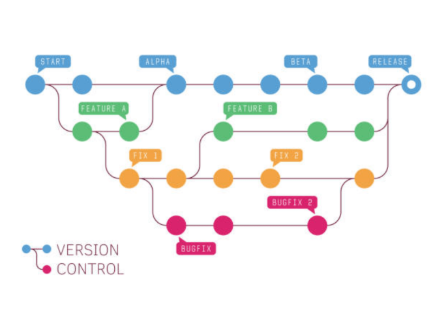 START
ALPHA
BETA
RELEASE
FEATURE A
FEATURE B
FIX 1
FIX 2
BUGFIX 2
BUGFIX
VERSION
CONTROL